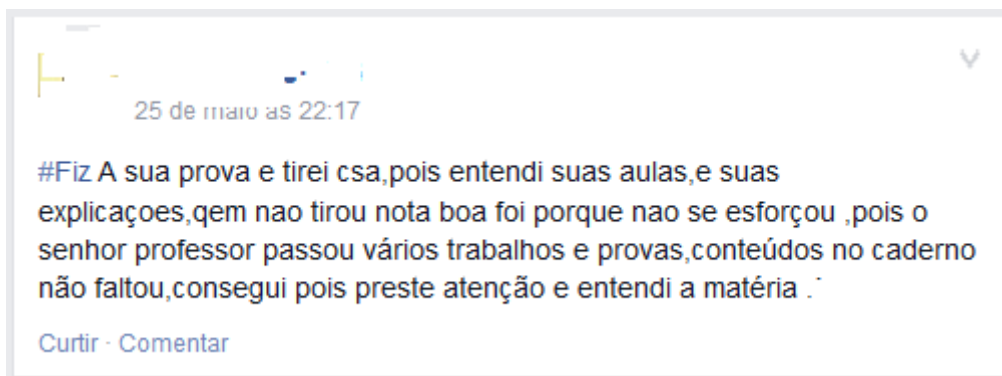 25 de maio as 22:17
#Fiz A sua prova e tirei csa,pois entendi suas aulas,e suas
explicaçoes,qem nao tirou nota boa foi porque nao se esforçou ,pois o
senhor professor passou vários trabalhos e provas,conteúdos no caderno
não faltou,consegui pois preste atenção e entendi a matéria .
Curtir · Comentar